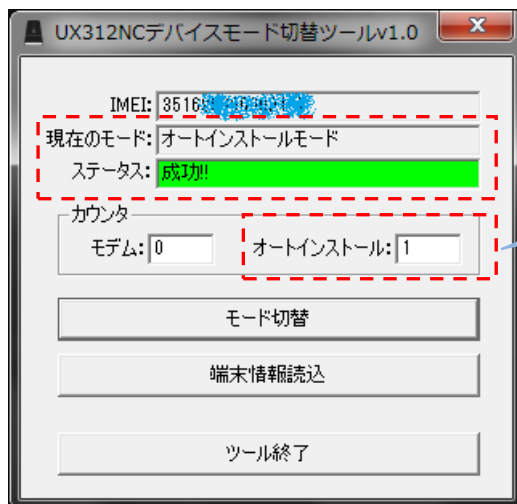 UX312NCデバイスモード切替ツールv1.0
IMEI: 3516
現在のモード: オートインストールモード
ステータス: 成功!!
カウンタ
モデム: 0 オートインストール: 1
モード切替
端末情報読込
ツール終了